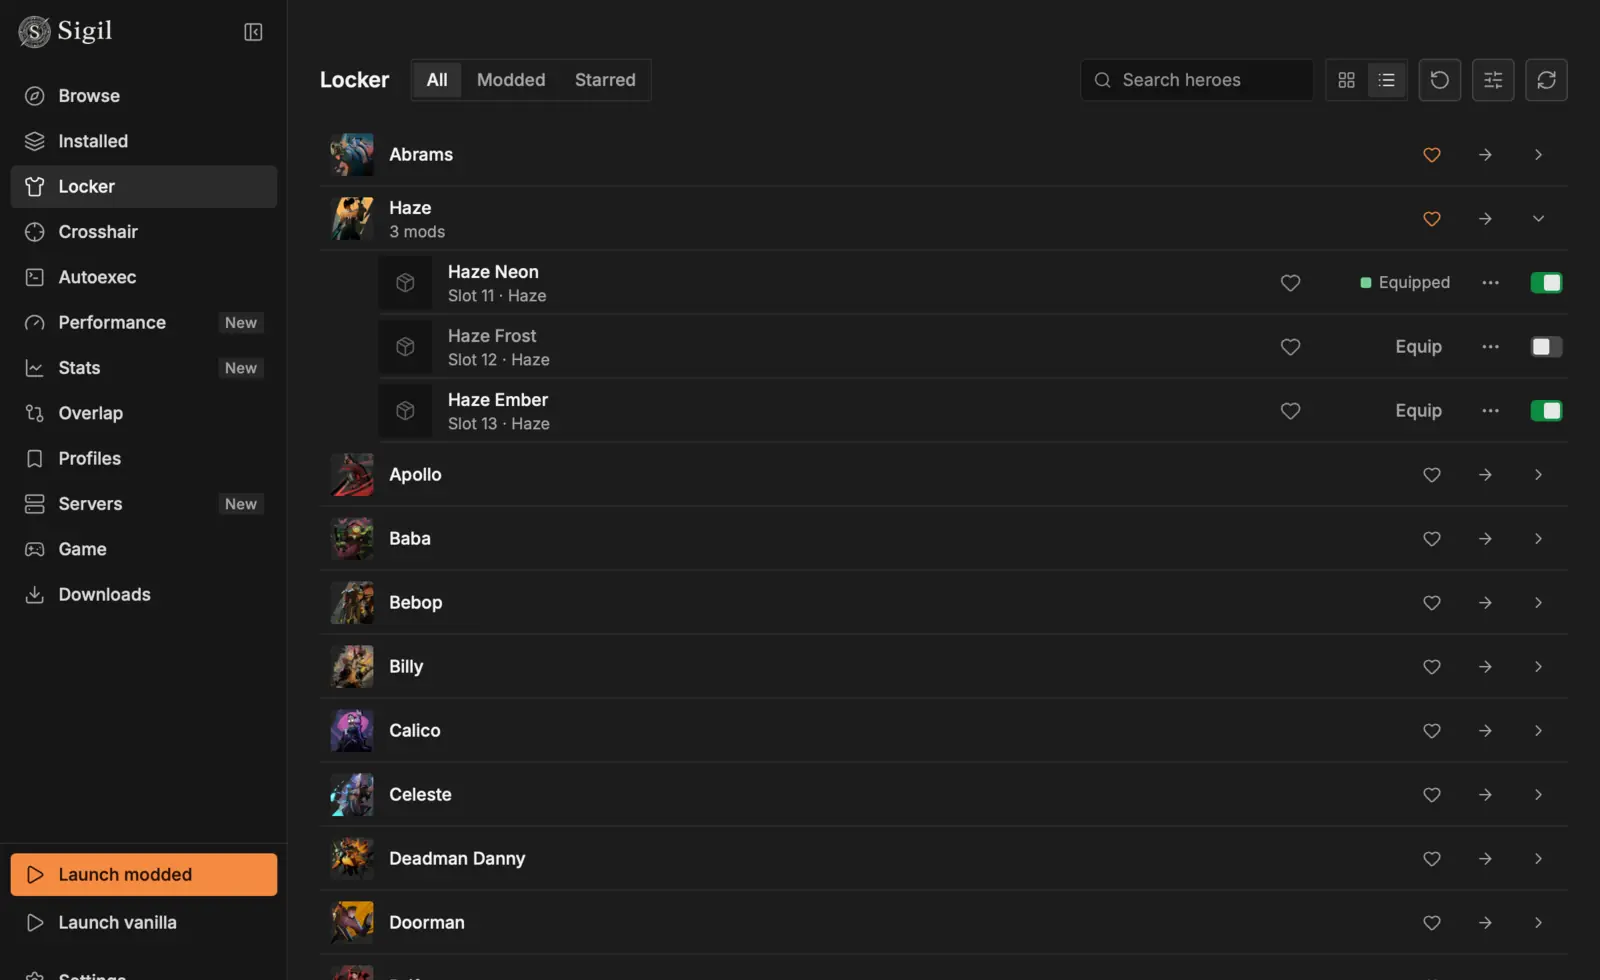 Sigil
Browse
Installed
Locker
Crosshair
Autoexec
Performance New
Stats New
Overlap
Profiles
Servers New
Game
Downloads
Launch modded
Launch vanilla
Settings
Locker All Modded Starred Search heroes
Abrams
Haze
3 mods
Haze Neon
Slot 11 · Haze
Equipped
Haze Frost
Slot 12 · Haze
Equip
Haze Ember
Slot 13 · Haze
Equip
Apollo
Baba
Bebop
Billy
Calico
Celeste
Deadman Danny
Doorman